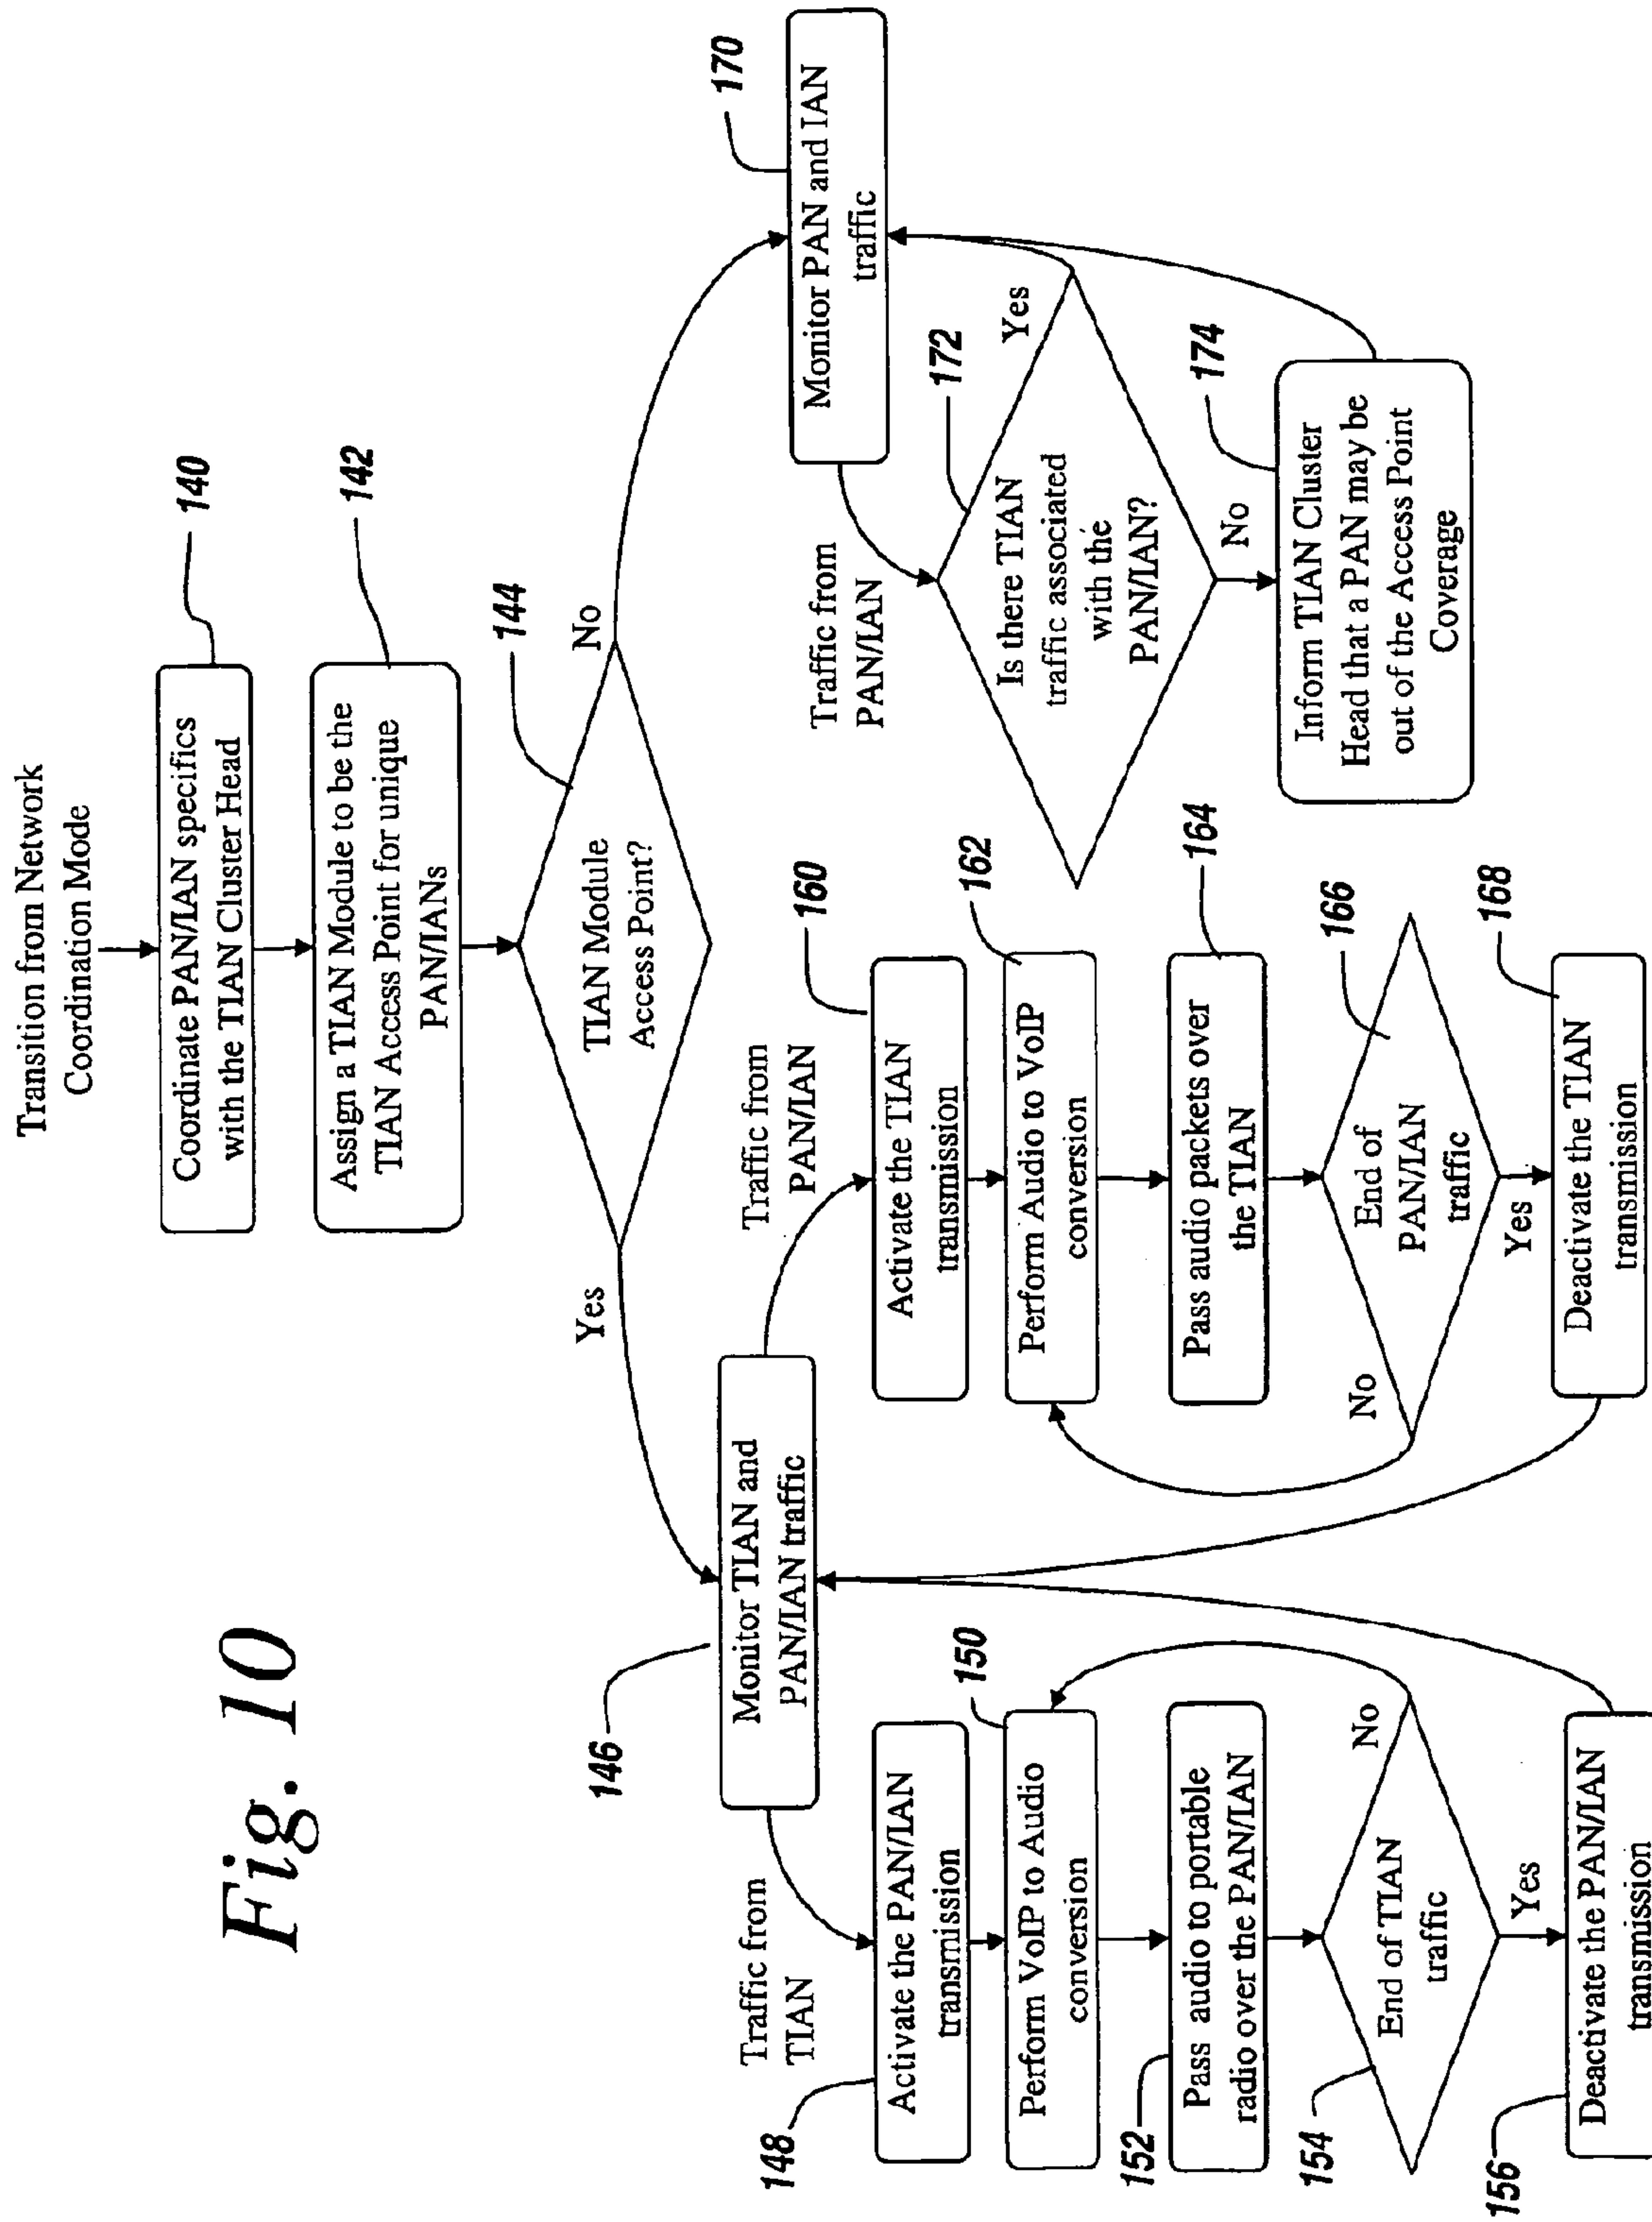 Fig. 10
Transition from Network
Coordination Mode
Coordinate PAN/IAN specifics
with the TIAN Cluster Head
140
Assign a TIAN Module to be the
TIAN Access Point for unique
PAN/IANs
142
TIAN Module
Access Point?
144
Yes
No
Monitor TIAN and
PAN/IAN traffic
146
Traffic from
TIAN
Activate the PAN/IAN
transmission
148
Perform VoIP to Audio
conversion
150
Pass audio to portable
radio over the PAN/IAN
152
End of TIAN
traffic
154
No
Yes
Deactivate the PAN/IAN
transmission
156
Traffic from
PAN/IAN
Activate the TIAN
transmission
160
Perform Audio to VoIP
conversion
162
Pass audio packets over
the TIAN
164
End of
PAN/IAN
traffic
166
No
Yes
Deactivate the TIAN
transmission
168
Monitor PAN and IAN
traffic
170
Traffic from
PAN/IAN
Is there TIAN
traffic associated
with the
PAN/IAN?
172
Yes
No
Inform TIAN Cluster
Head that a PAN may be
out of the Access Point
Coverage
174